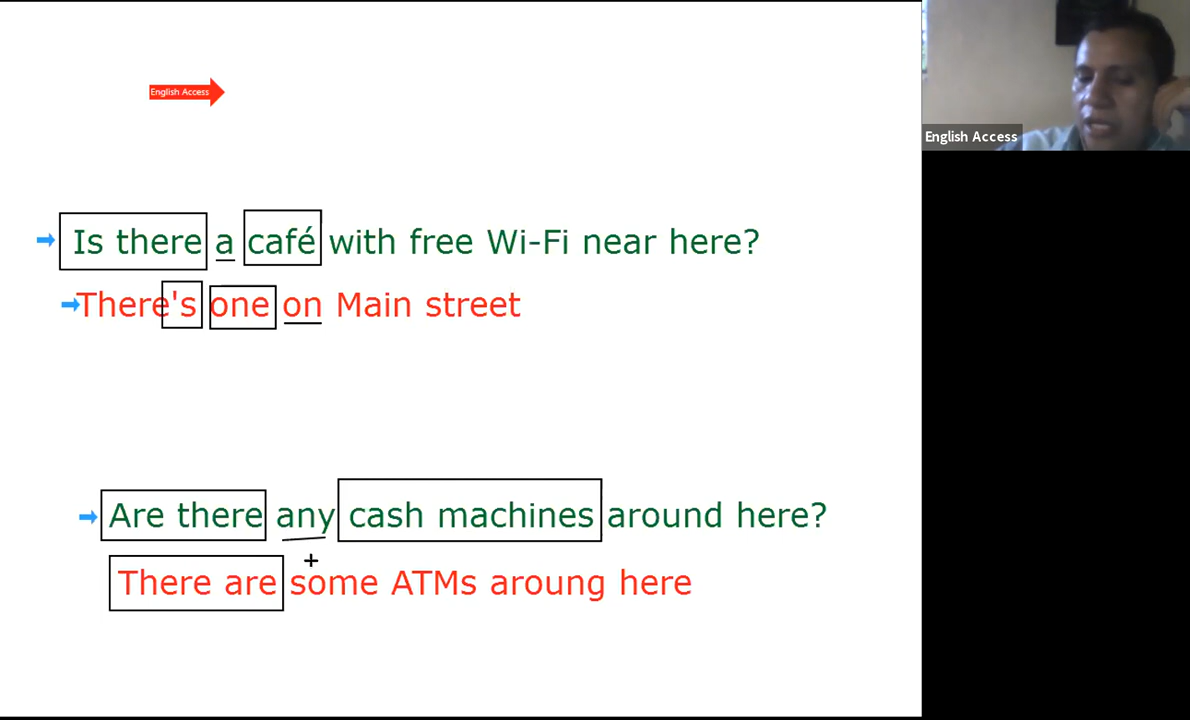 English Access
English Access
Is there a café with free Wi-Fi near here?
There's one on Main street
Are there any cash machines around here?
There are some ATMs aroung here